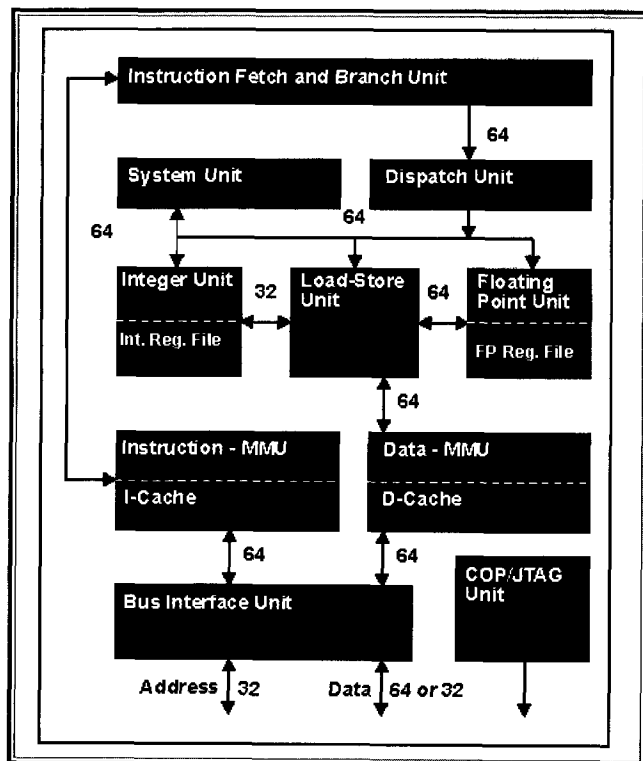 Instruction Fetch and Branch Unit
64
System Unit
Dispatch Unit
64
64
Integer Unit
Int. Reg. File
32
Load-Store
Unit
64
Floating
Point Unit
FP Reg. File
64
Instruction - MMU
I-Cache
Data - MMU
D-Cache
64
64
Bus Interface Unit
COP/JTAG
Unit
Address 32
Data 64 or 32